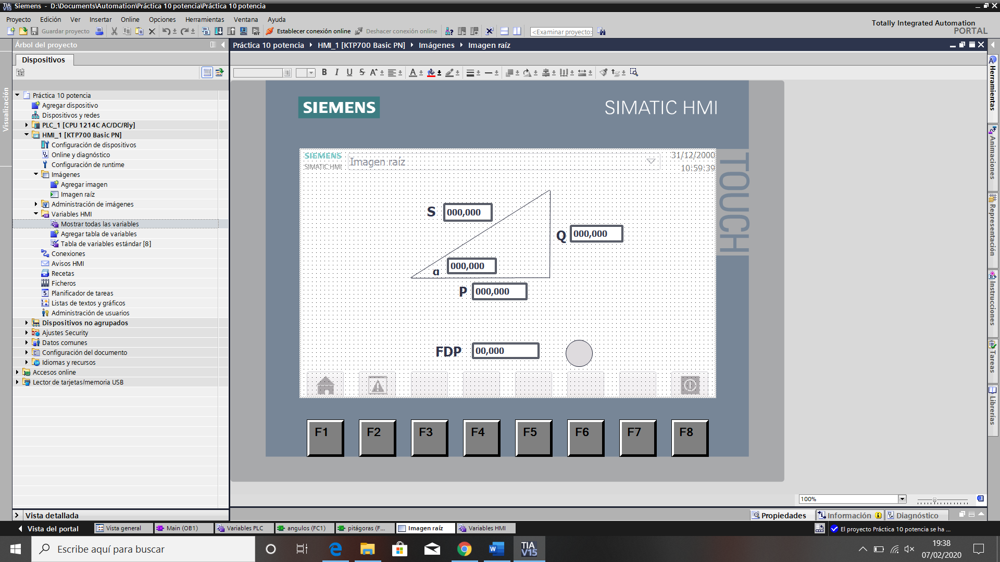 Siemens - D:\Documents\Automation\Práctica 10 potencia\Práctica 10 potencia
Proyecto Edición Ver Insertar Online Opciones Herramientas Ventana Ayuda
Totally Integrated Automation
PORTAL
Guardar proyecto
Establecer conexión online
Deshacer conexión online
<Examinar proyecto>
Árbol del proyecto
Práctica 10 potencia
HMI_1 [KTP700 Basic PN]
Imágenes
Imagen raíz
Dispositivos
Visualización
Práctica 10 potencia
Agregar dispositivo
Dispositivos y redes
PLC_1 [CPU 1214C AC/DC/Rly]
HMI_1 [KTP700 Basic PN]
Configuración de dispositivos
Online y diagnóstico
Configuración de runtime
Imágenes
Agregar imagen
Imagen raíz
Administración de imágenes
Variables HMI
Mostrar todas las variables
Agregar tabla de variables
Tabla de variables estándar [8]
Conexiones
Avisos HMI
Recetas
Ficheros
Planificador de tareas
Listas de textos y gráficos
Administración de usuarios
Dispositivos no agrupados
Ajustes Security
Datos comunes
Configuración del documento
Idiomas y recursos
Accesos online
Lector de tarjetas/memoria USB
Vista detallada
B I U S A A
SIEMENS
SIMATIC HMI
TOUCH
SIEMENS
SIMATIC HMI
Imagen raíz
31/12/2000
10:59:39
S 000,000
Q 000,000
α 000,000
P 000,000
FDP 00,000
F1 F2 F3 F4 F5 F6 F7 F8
100%
Herramientas
Animaciones
Representación
Instrucciones
Tareas
Librerías
Propiedades
Información
Diagnóstico
Vista del portal
Vista general
Main (OB1)
Variables PLC
angulos (FC1)
pitágoras (F...
Imagen raíz
Variables HMI
El proyecto Práctica 10 potencia se ha ...
Escribe aquí para buscar
TIA
V15
19:38
07/02/2020